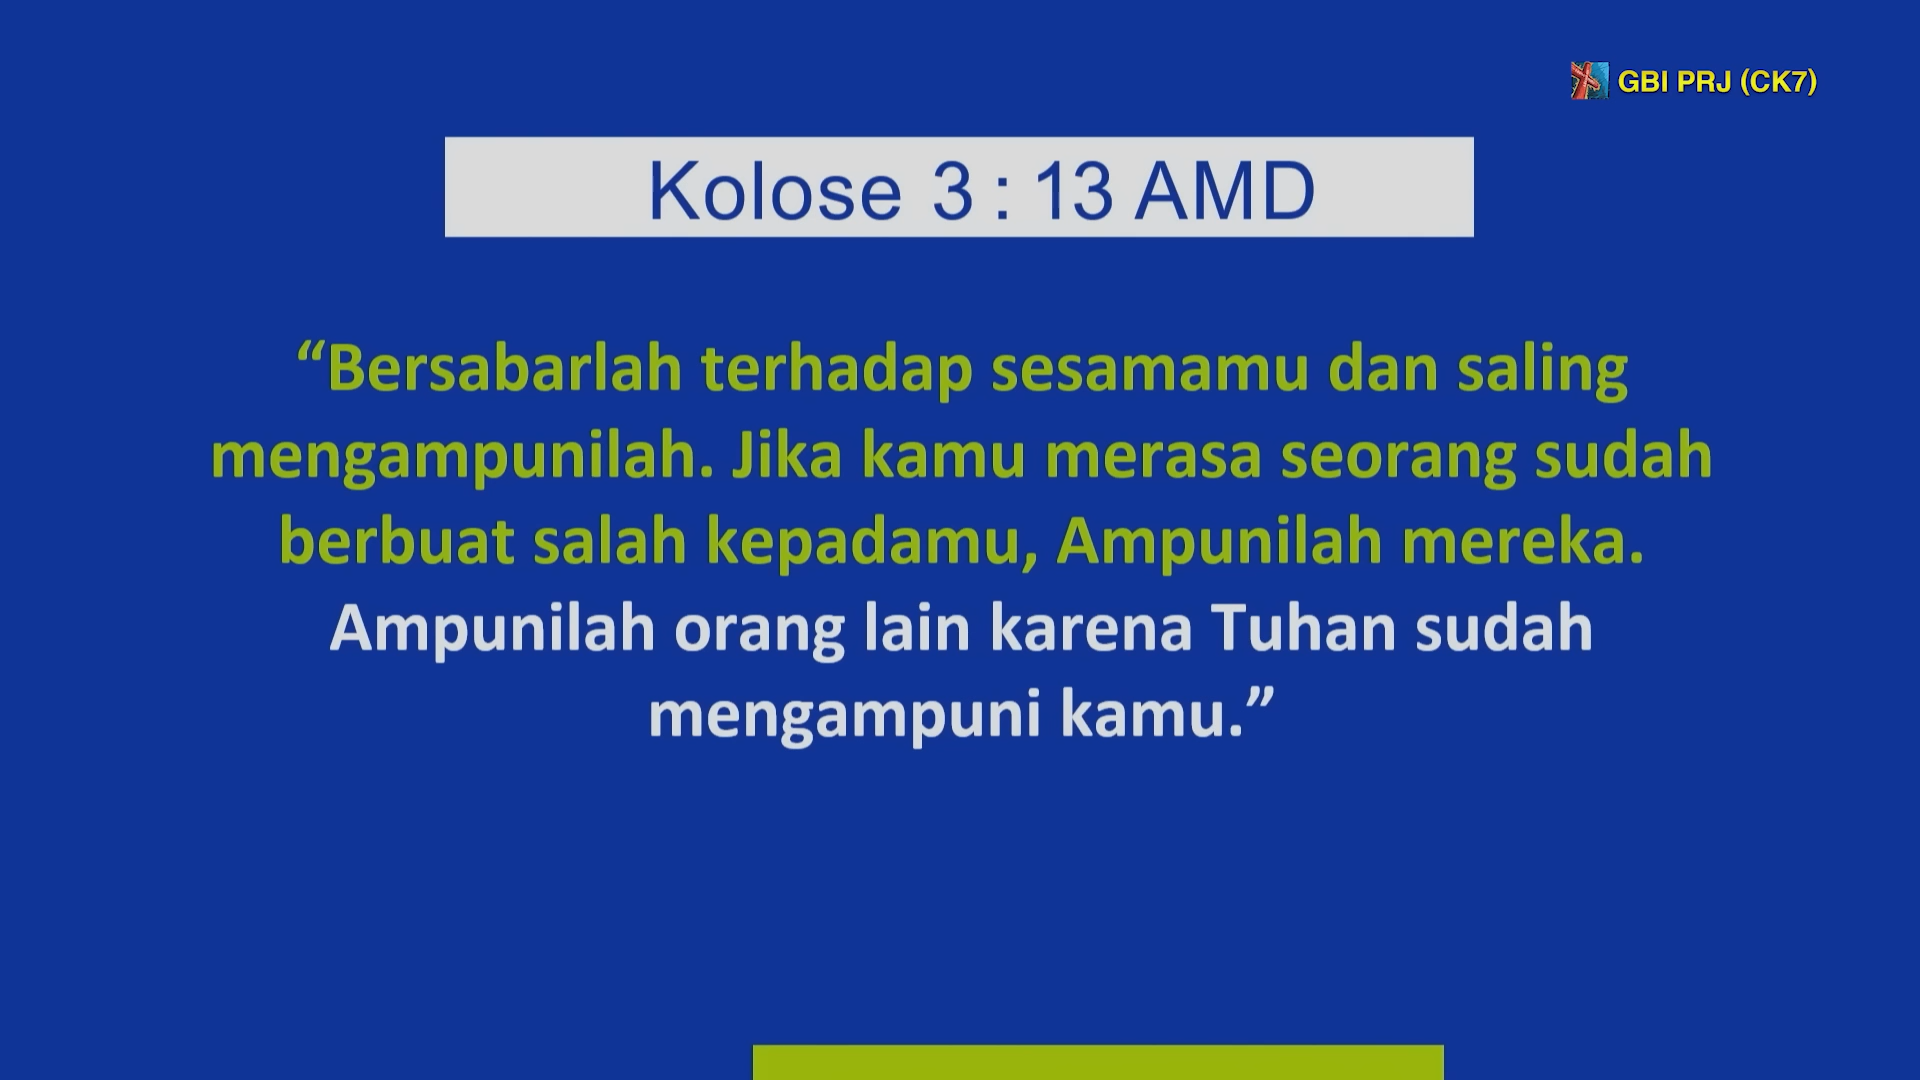 GBI PRJ (CK7)
Kolose 3 : 13 AMD
“Bersabarlah terhadap sesamamu dan saling
mengampunilah. Jika kamu merasa seorang sudah
berbuat salah kepadamu, Ampunilah mereka.
Ampunilah orang lain karena Tuhan sudah
mengampuni kamu.”